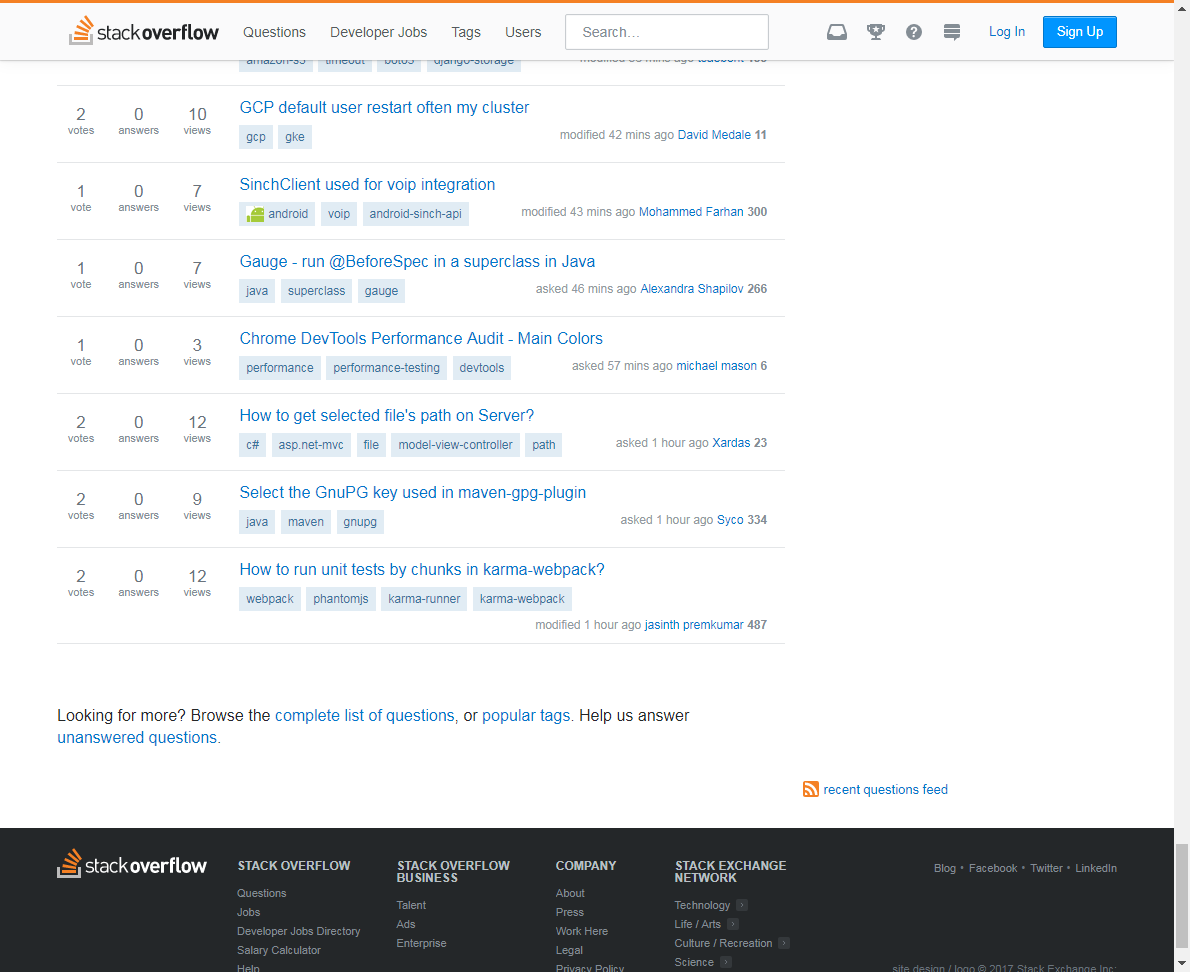 stack overflow Questions Developer Jobs Tags Users Search... Log In Sign Up
amazon-s3 timeout boto3 django-storage
2 votes 0 answers 10 views
GCP default user restart often my cluster
gcp gke
modified 42 mins ago David Medale 11
1 vote 0 answers 7 views
SinchClient used for voip integration
android voip android-sinch-api
modified 43 mins ago Mohammed Farhan 300
1 vote 0 answers 7 views
Gauge - run @BeforeSpec in a superclass in Java
java superclass gauge
asked 46 mins ago Alexandra Shapilov 266
1 vote 0 answers 3 views
Chrome DevTools Performance Audit - Main Colors
performance performance-testing devtools
asked 57 mins ago michael mason 6
2 votes 0 answers 12 views
How to get selected file's path on Server?
c# asp.net-mvc file model-view-controller path
asked 1 hour ago Xardas 23
2 votes 0 answers 9 views
Select the GnuPG key used in maven-gpg-plugin
java maven gnupg
asked 1 hour ago Syco 334
2 votes 0 answers 12 views
How to run unit tests by chunks in karma-webpack?
webpack phantomjs karma-runner karma-webpack
modified 1 hour ago jasinth premkumar 487
Looking for more? Browse the complete list of questions, or popular tags. Help us answer
unanswered questions.
recent questions feed
stack overflow
STACK OVERFLOW
Questions
Jobs
Developer Jobs Directory
Salary Calculator
Help
STACK OVERFLOW
BUSINESS
Talent
Ads
Enterprise
COMPANY
About
Press
Work Here
Legal
Privacy Policy
STACK EXCHANGE
NETWORK
Technology
Life / Arts
Culture / Recreation
Science
Blog • Facebook • Twitter • LinkedIn
site design / logo © 2017 Stack Exchange Inc;